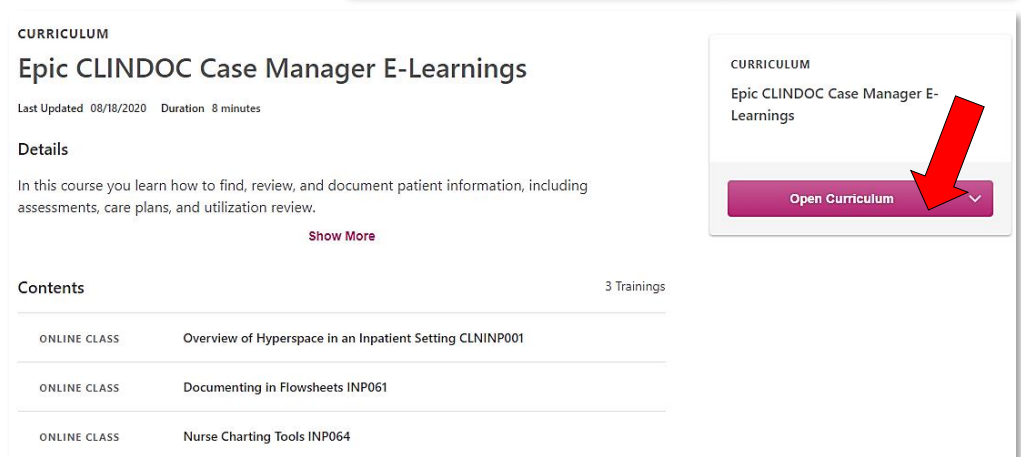 CURRICULUM
Epic CLINDOC Case Manager E-Learnings
Last Updated 08/18/2020 Duration 8 minutes
Details
In this course you learn how to find, review, and document patient information, including
assessments, care plans, and utilization review.
Show More
Contents 3 Trainings
ONLINE CLASS Overview of Hyperspace in an Inpatient Setting CLNINP001
ONLINE CLASS Documenting in Flowsheets INP061
ONLINE CLASS Nurse Charting Tools INP064
CURRICULUM
Epic CLINDOC Case Manager E-
Learnings
Open Curriculum